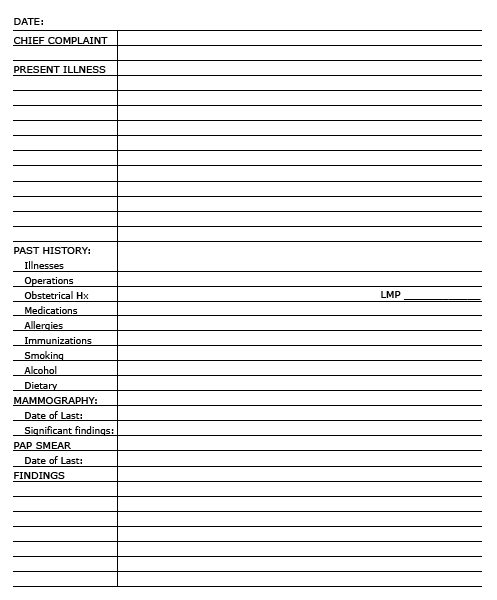 DATE:
CHIEF COMPLAINT
PRESENT ILLNESS
PAST HISTORY:
Illnesses
Operations
Obstetrical Hx LMP ______________
Medications
Allergies
Immunizations
Smoking
Alcohol
Dietary
MAMMOGRAPHY:
Date of Last:
Significant findings:
PAP SMEAR
Date of Last:
FINDINGS